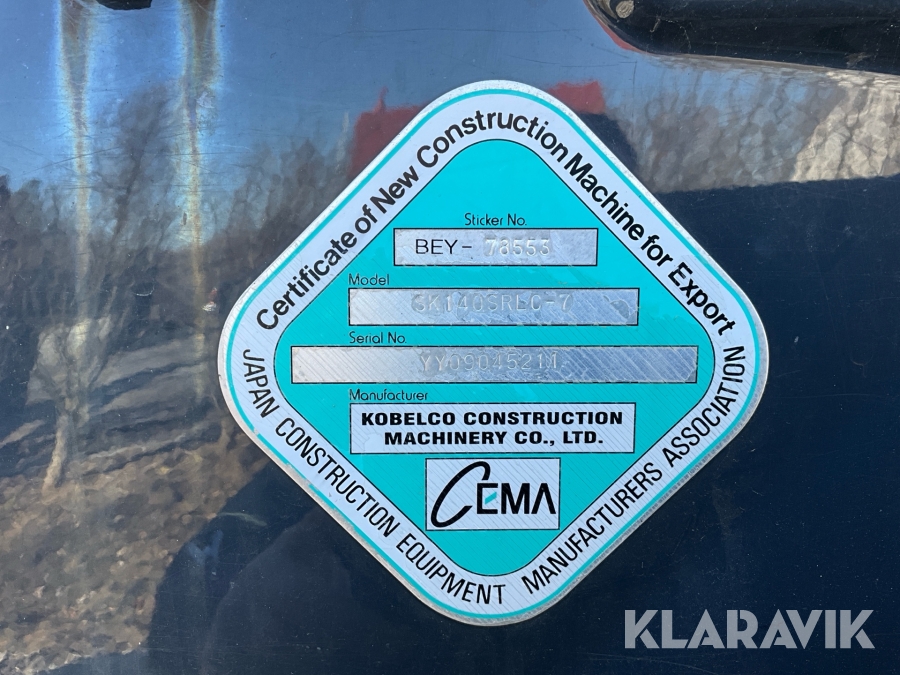 Certificate of New Construction Machine for Export
Sticker No.
BEY- 78555
Model
SK140SRLC-7
Serial No.
YY09045211
Manufacturer
KOBELCO CONSTRUCTION
MACHINERY CO., LTD.
CEMA
JAPAN CONSTRUCTION EQUIPMENT MANUFACTURERS ASSOCIATION
KLARAVIK